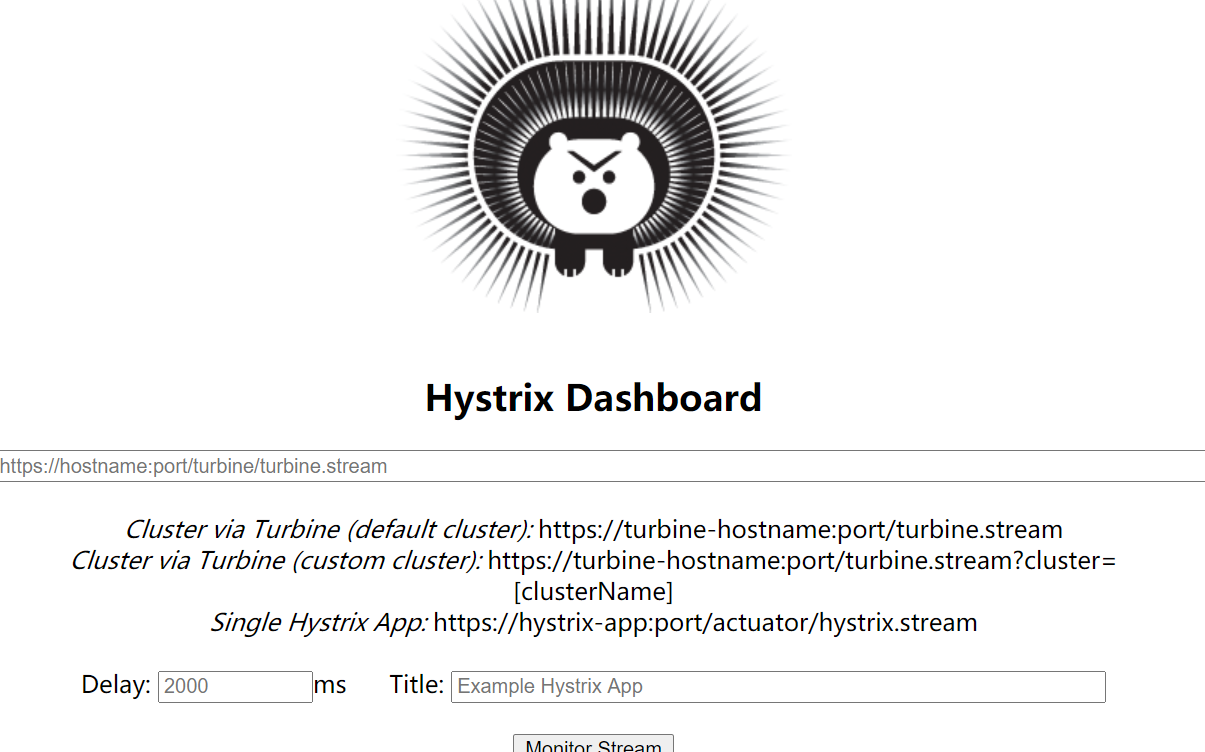 Hystrix Dashboard
https://hostname:port/turbine/turbine.stream
Cluster via Turbine (default cluster): https://turbine-hostname:port/turbine.stream
Cluster via Turbine (custom cluster): https://turbine-hostname:port/turbine.stream?cluster=
[clusterName]
Single Hystrix App: https://hystrix-app:port/actuator/hystrix.stream
Delay: 2000 ms Title: Example Hystrix App
Monitor Stream